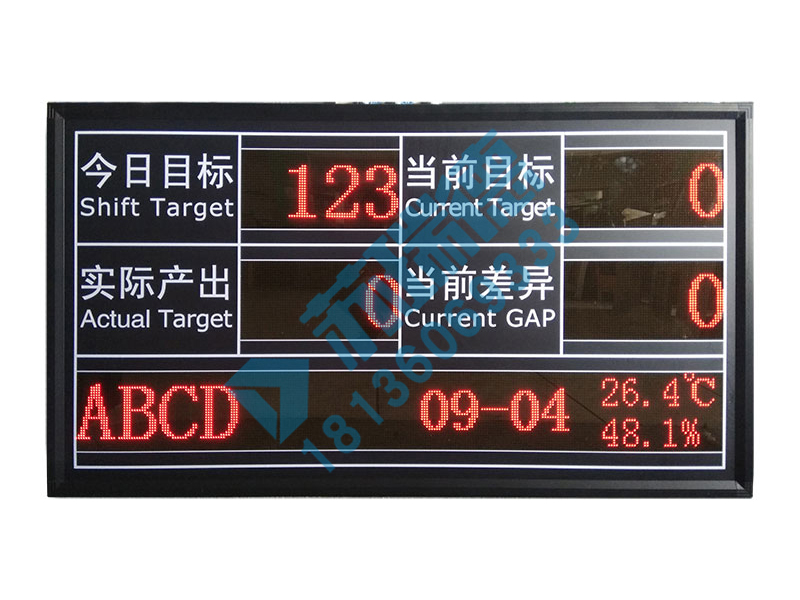 今日目标
Shift Target
123
当前目标
Current Target
0
实际产出
Actual Target
0
当前差异
Current GAP
0
ABCD
09-04
26.4℃
48.1%